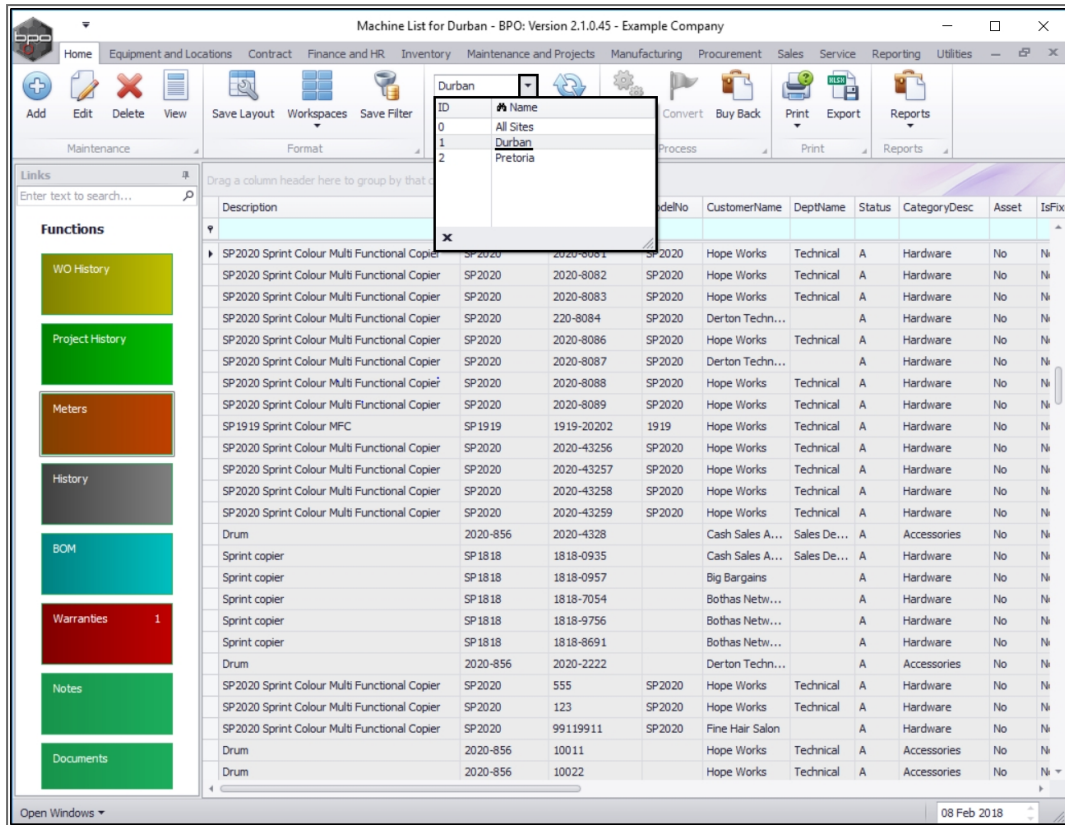 Machine List for Durban - BPO: Version 2.1.0.45 - Example Company
bpo
Home Equipment and Locations Contract Finance and HR Inventory Maintenance and Projects Manufacturing Procurement Sales Service Reporting Utilities
Durban
Add Edit Delete View Save Layout Workspaces Save Filter Convert Buy Back Print Export Reports
Maintenance Format Process Print Reports
ID Name
0 All Sites
1 Durban
2 Pretoria
Links
Enter text to search...
Drag a column header here to group by that
Functions
WO History
Project History
Meters
History
BOM
Warranties 1
Notes
Documents
Description CustomerName DeptName Status CategoryDesc Asset
SP2020 Sprint Colour Multi Functional Copier SP2020 2020-8081 SP2020 Hope Works Technical A Hardware No
SP2020 Sprint Colour Multi Functional Copier SP2020 2020-8082 SP2020 Hope Works Technical A Hardware No
SP2020 Sprint Colour Multi Functional Copier SP2020 2020-8083 SP2020 Hope Works Technical A Hardware No
SP2020 Sprint Colour Multi Functional Copier SP2020 220-8084 SP2020 Derton Techn... A Hardware No
SP2020 Sprint Colour Multi Functional Copier SP2020 2020-8086 SP2020 Hope Works Technical A Hardware No
SP2020 Sprint Colour Multi Functional Copier SP2020 2020-8087 SP2020 Derton Techn... A Hardware No
SP2020 Sprint Colour Multi Functional Copier SP2020 2020-8088 SP2020 Hope Works Technical A Hardware No
SP2020 Sprint Colour Multi Functional Copier SP2020 2020-8089 SP2020 Hope Works Technical A Hardware No
SP1919 Sprint Colour MFC SP1919 1919-20202 1919 Hope Works Technical A Hardware No
SP2020 Sprint Colour Multi Functional Copier SP2020 2020-43256 SP2020 Hope Works Technical A Hardware No
SP2020 Sprint Colour Multi Functional Copier SP2020 2020-43257 SP2020 Hope Works Technical A Hardware No
SP2020 Sprint Colour Multi Functional Copier SP2020 2020-43258 SP2020 Hope Works Technical A Hardware No
SP2020 Sprint Colour Multi Functional Copier SP2020 2020-43259 SP2020 Hope Works Technical A Hardware No
Drum 2020-856 2020-4328 Cash Sales A... Sales De... A Accessories No
Sprint copier SP1818 1818-0935 Cash Sales A... Sales De... A Hardware No
Sprint copier SP1818 1818-0957 Big Bargains A Hardware No
Sprint copier SP1818 1818-7054 Bothas Netw... A Hardware No
Sprint copier SP1818 1818-9756 Bothas Netw... A Hardware No
Sprint copier SP1818 1818-8691 Bothas Netw... A Hardware No
Drum 2020-856 2020-2222 Derton Techn... A Accessories No
SP2020 Sprint Colour Multi Functional Copier SP2020 555 SP2020 Hope Works Technical A Hardware No
SP2020 Sprint Colour Multi Functional Copier SP2020 123 SP2020 Hope Works Technical A Hardware No
SP2020 Sprint Colour Multi Functional Copier SP2020 99119911 SP2020 Fine Hair Salon A Hardware No
Drum 2020-856 10011 Hope Works Technical A Accessories No
Drum 2020-856 10022 Hope Works Technical A Accessories No
Open Windows
08 Feb 2018